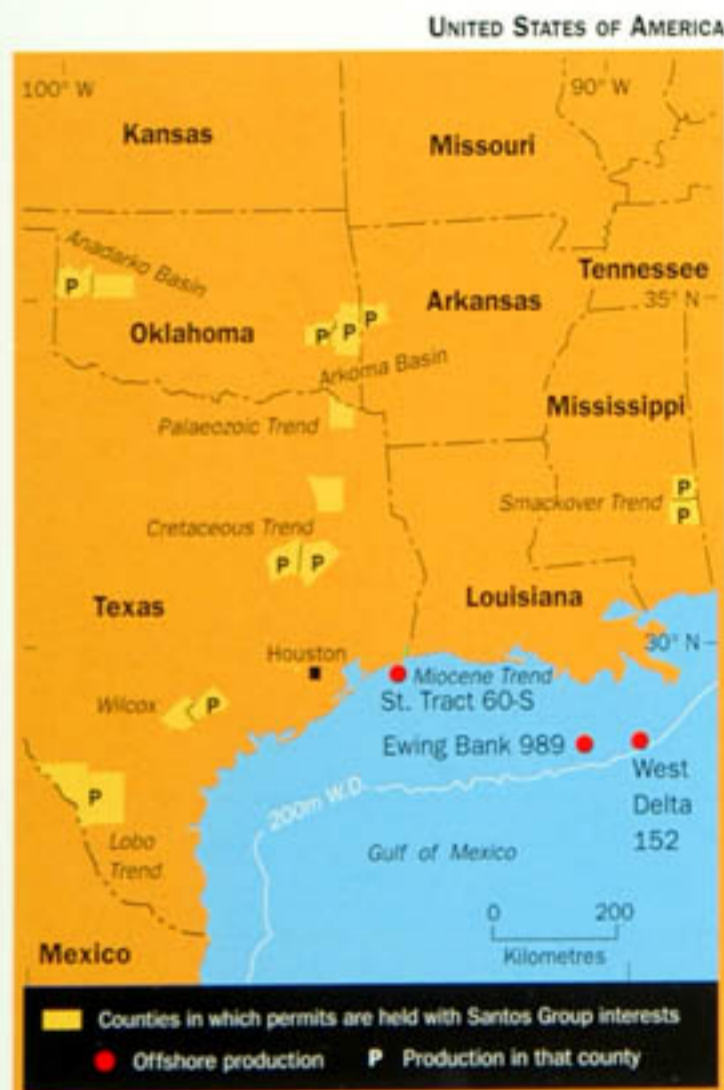 UNITED STATES OF AMERICA
100° W
90° W
Kansas
Missouri
Anadarko Basin
P
Tennessee
35° N
Arkansas
Oklahoma
P P P
Arkoma Basin
Mississippi
Palaeozoic Trend
P
Smackover Trend
P
Cretaceous Trend
P P
Texas
Louisiana
30° N
Houston
Miocene Trend
St. Tract 60-S
Wilcox
P
Ewing Bank 989
West
Delta
152
P
200m W.D.
Lobo
Trend
Gulf of Mexico
0 200
Kilometres
Mexico
Counties in which permits are held with Santos Group interests
Offshore production
P Production in that county